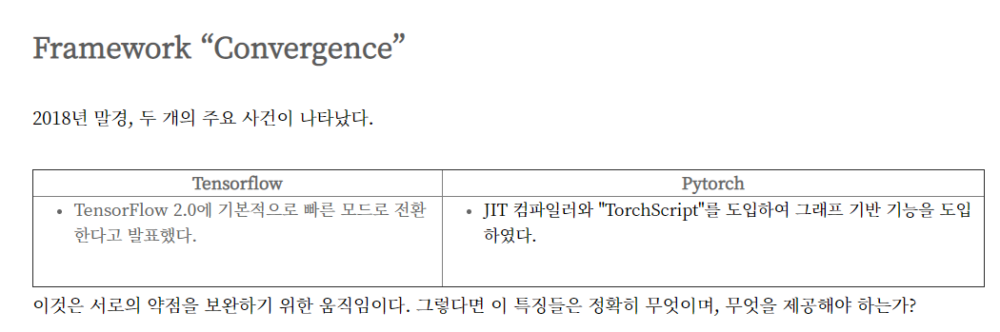 Framework “Convergence”
2018년 말경, 두 개의 주요 사건이 나타났다.
Tensorflow
Pytorch
• TensorFlow 2.0에 기본적으로 빠른 모드로 전환
한다고 발표했다.
• JIT 컴파일러와 "TorchScript"를 도입하여 그래프 기반 기능을 도입
하였다.
이것은 서로의 약점을 보완하기 위한 움직임이다. 그렇다면 이 특징들은 정확히 무엇이며, 무엇을 제공해야 하는가?